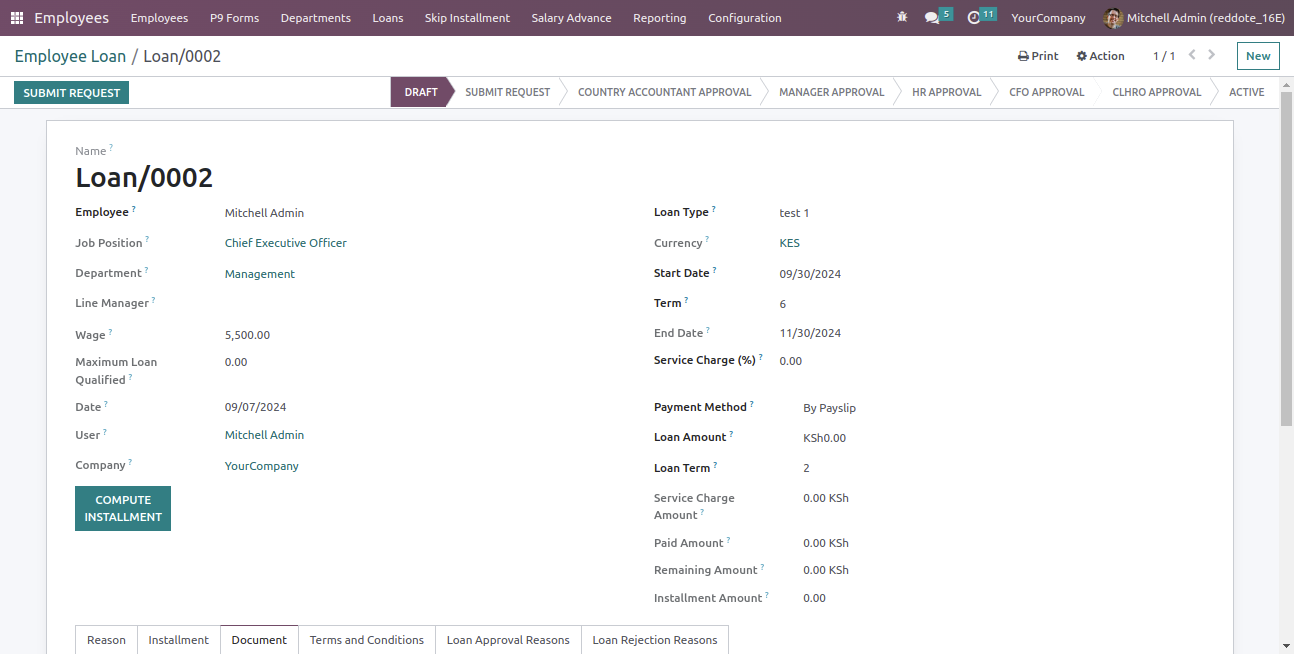 Employees Employees P9 Forms Departments Loans Skip Installment Salary Advance Reporting Configuration 5 11 YourCompany Mitchell Admin (reddote_16E)
Employee Loan / Loan/0002 Print Action 1 / 1 New
SUBMIT REQUEST DRAFT SUBMIT REQUEST COUNTRY ACCOUNTANT APPROVAL MANAGER APPROVAL HR APPROVAL CFO APPROVAL CLHRO APPROVAL ACTIVE
Name ?
Loan/0002
Employee ? Mitchell Admin
Job Position ? Chief Executive Officer
Department ? Management
Line Manager ?
Wage ? 5,500.00
Maximum Loan
Qualified ? 0.00
Date ? 09/07/2024
User ? Mitchell Admin
Company ? YourCompany
COMPUTE
INSTALLMENT
Loan Type ? test 1
Currency ? KES
Start Date ? 09/30/2024
Term ? 6
End Date ? 11/30/2024
Service Charge (%) ? 0.00
Payment Method ? By Payslip
Loan Amount ? KSh0.00
Loan Term ? 2
Service Charge
Amount ? 0.00 KSh
Paid Amount ? 0.00 KSh
Remaining Amount ? 0.00 KSh
Installment Amount ? 0.00
Reason Installment Document Terms and Conditions Loan Approval Reasons Loan Rejection Reasons